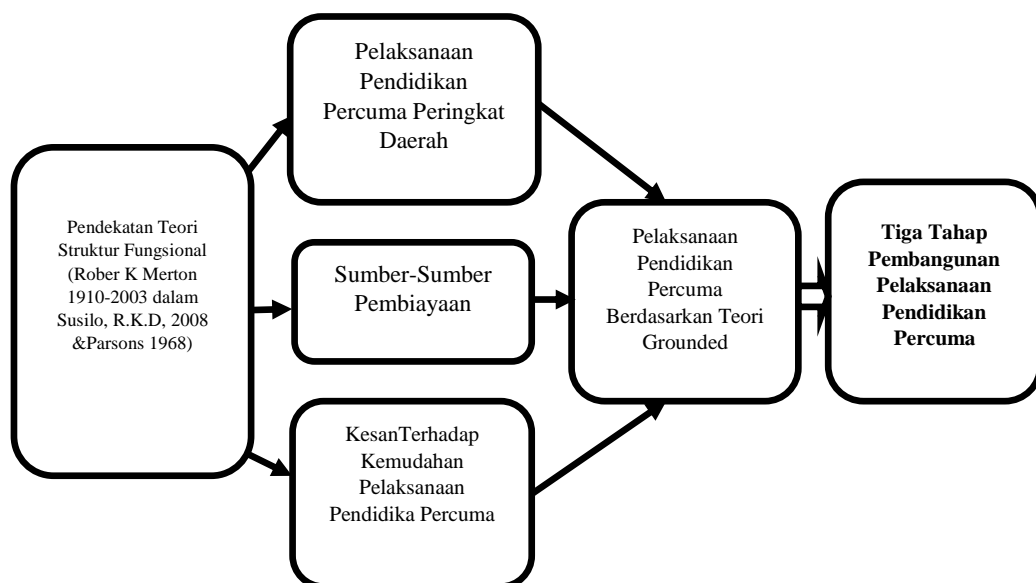 Pendekatan Teori
Struktur Fungsional
(Rober K Merton
1910-2003 dalam
Susilo, R.K.D, 2008
&Parsons 1968)
Pelaksanaan
Pendidikan
Percuma Peringkat
Daerah
Sumber-Sumber
Pembiayaan
KesanTerhadap
Kemudahan
Pelaksanaan
Pendidika Percuma
Pelaksanaan
Pendidikan
Percuma
Berdasarkan Teori
Grounded
Tiga Tahap
Pembangunan
Pelaksanaan
Pendidikan
Percuma